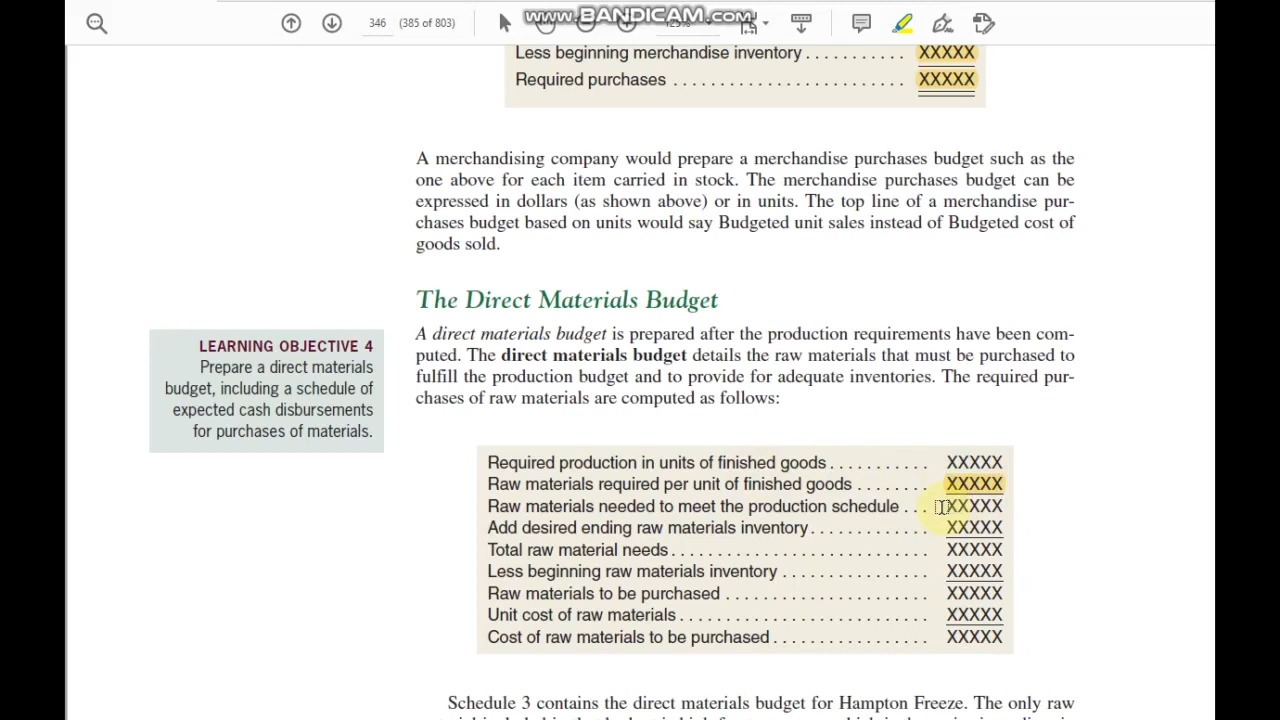 www.BANDICAM.com
346 (385 of 803)
Less beginning merchandise inventory . . . . . . . . . . . XXXXX
Required purchases . . . . . . . . . . . . . . . . . . . . . . . . . XXXXX
A merchandising company would prepare a merchandise purchases budget such as the
one above for each item carried in stock. The merchandise purchases budget can be
expressed in dollars (as shown above) or in units. The top line of a merchandise pur-
chases budget based on units would say Budgeted unit sales instead of Budgeted cost of
goods sold.
The Direct Materials Budget
LEARNING OBJECTIVE 4
Prepare a direct materials
budget, including a schedule of
expected cash disbursements
for purchases of materials.
A direct materials budget is prepared after the production requirements have been com-
puted. The direct materials budget details the raw materials that must be purchased to
fulfill the production budget and to provide for adequate inventories. The required pur-
chases of raw materials are computed as follows:
Required production in units of finished goods . . . . . . . . . . . XXXXX
Raw materials required per unit of finished goods . . . . . . . . XXXXX
Raw materials needed to meet the production schedule . . . XXXXX
Add desired ending raw materials inventory . . . . . . . . . . . . . XXXXX
Total raw material needs . . . . . . . . . . . . . . . . . . . . . . . . . . . . XXXXX
Less beginning raw materials inventory . . . . . . . . . . . . . . . . XXXXX
Raw materials to be purchased . . . . . . . . . . . . . . . . . . . . . . XXXXX
Unit cost of raw materials . . . . . . . . . . . . . . . . . . . . . . . . . . . XXXXX
Cost of raw materials to be purchased . . . . . . . . . . . . . . . . . XXXXX
Schedule 3 contains the direct materials budget for Hampton Freeze. The only raw